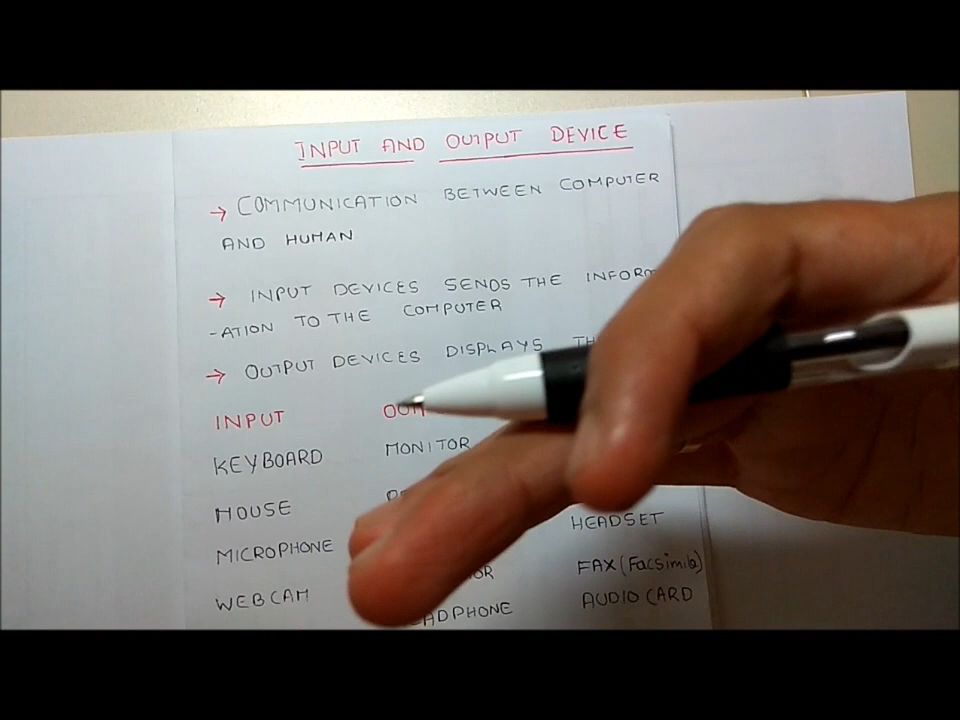 INPUT AND OUTPUT DEVICE
→ COMMUNICATION BETWEEN COMPUTER
AND HUMAN
→ INPUT DEVICES SENDS THE INFORM
-ATION TO THE COMPUTER
→ OUTPUT DEVICES DISPLAYS
INPUT
KEYBOARD MONITOR
MOUSE
HEADSET
MICROPHONE
FAX (Facsimile)
WEBCAM AUDIO CARD